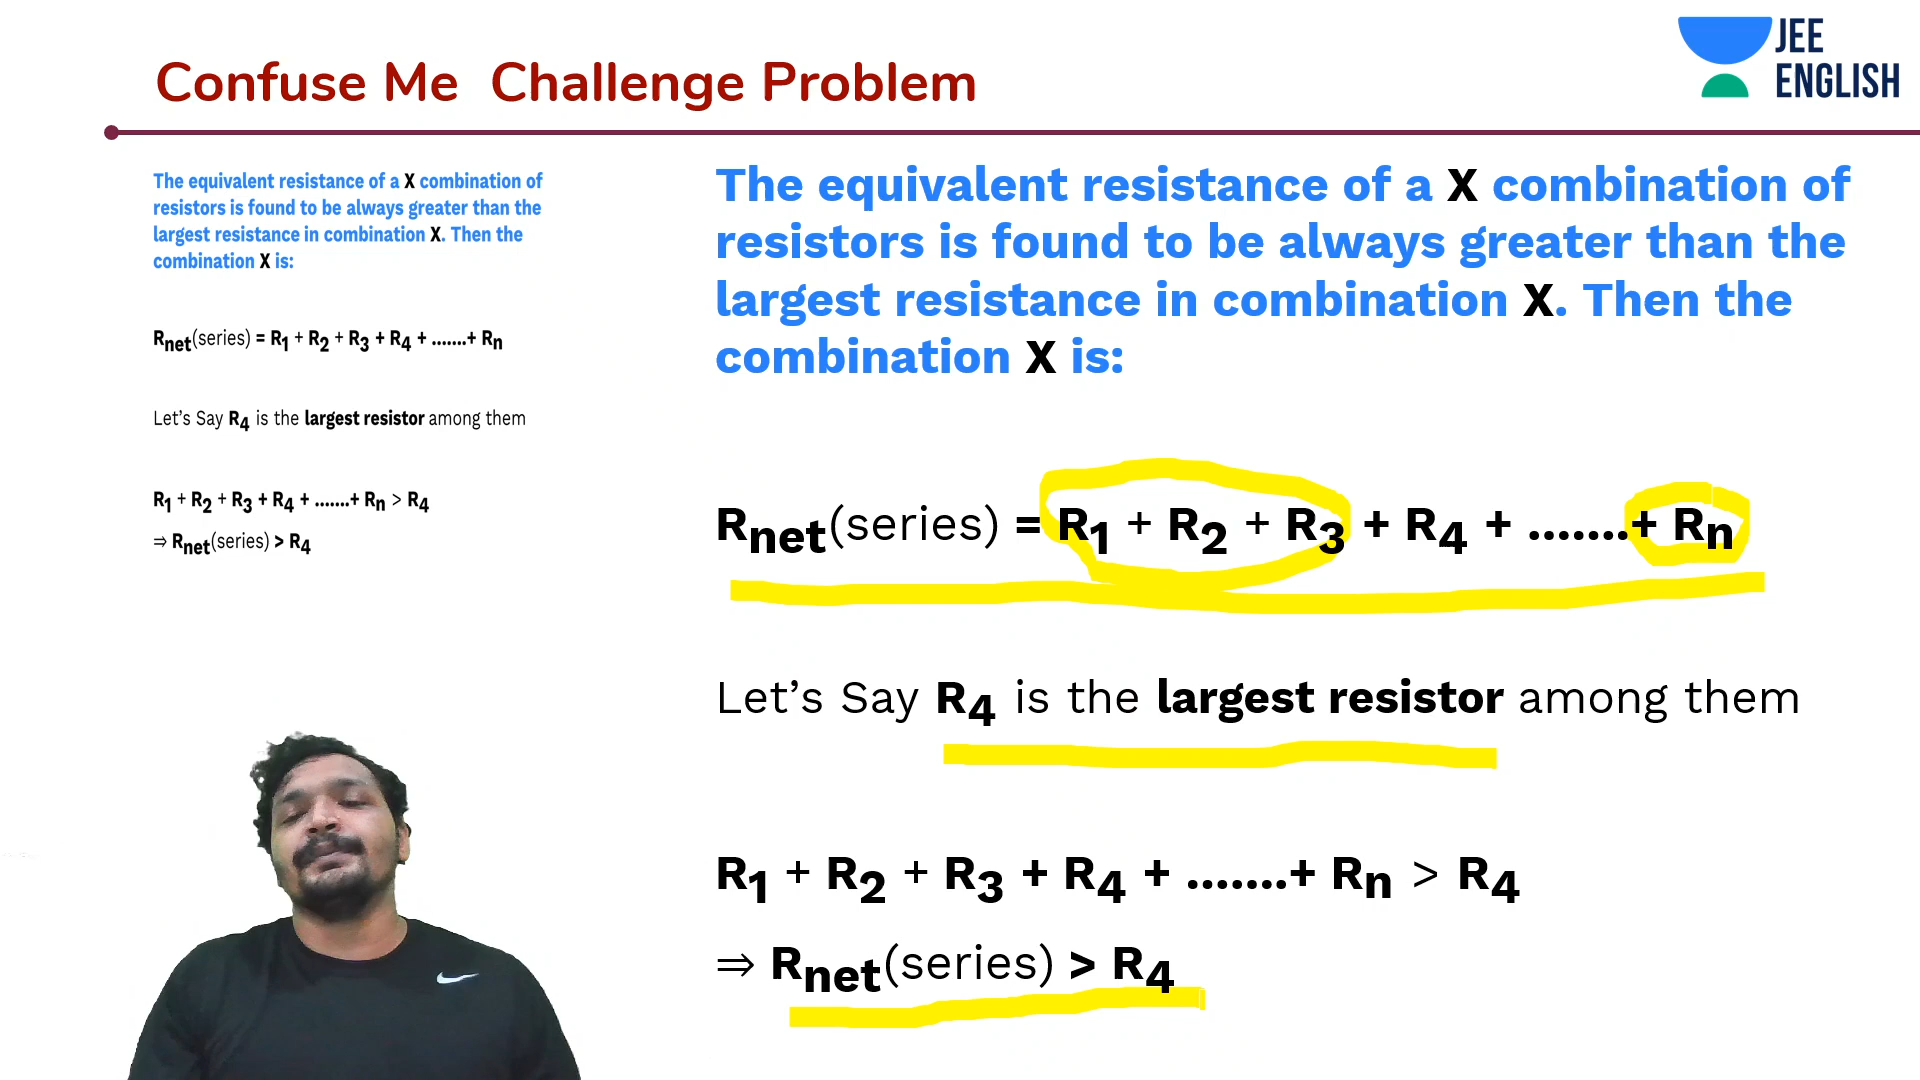 Confuse Me Challenge Problem
JEE
ENGLISH
The equivalent resistance of a X combination of
resistors is found to be always greater than the
largest resistance in combination X. Then the
combination X is:
Rnet(series) = R1 + R2 + R3 + R4 + .......+ Rn
Let's Say R4 is the largest resistor among them
R1 + R2 + R3 + R4 + .......+ Rn > R4
⇒ Rnet(series) > R4
The equivalent resistance of a X combination of
resistors is found to be always greater than the
largest resistance in combination X. Then the
combination X is:
Rnet(series) = R1 + R2 + R3 + R4 + .......+ Rn
Let’s Say R4 is the largest resistor among them
R1 + R2 + R3 + R4 + .......+ Rn > R4
⇒ Rnet(series) > R4